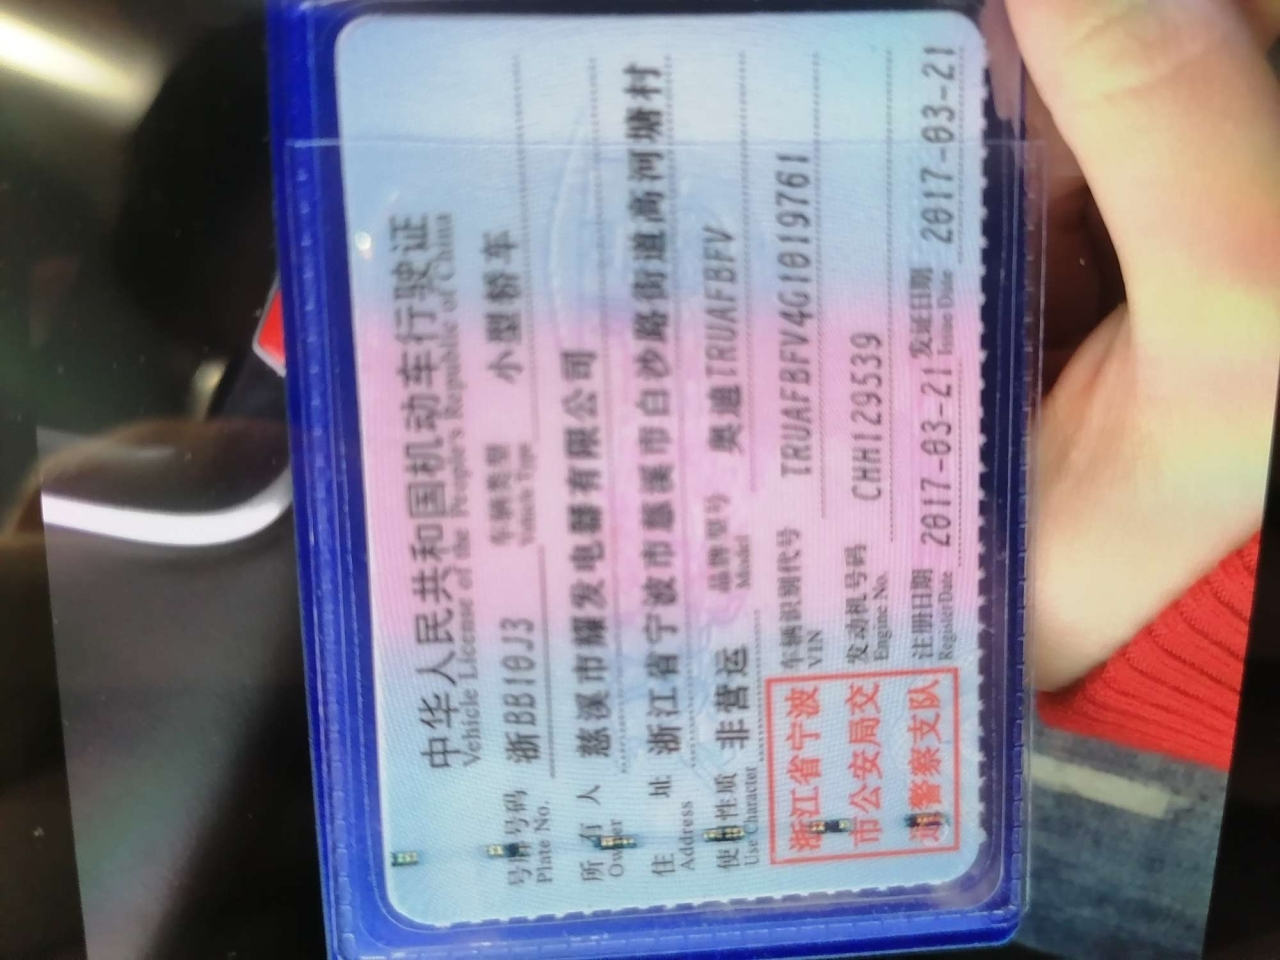 中华人民共和国机动车行驶证
Vehicle License of the People's Republic of China
号牌号码 浙BB10J3 车辆类型 小型轿车
Plate No. Vehicle Type
所有人 慈溪市耀发电器有限公司
Owner
住址 浙江省宁波市慈溪市白沙路街道高河塘村
Address
使用性质 非营运 品牌型号 奥迪TRUAFBFV
Use Character Model
浙江省宁波
市公安局交
通警察支队
车辆识别代号 TRUAFBFV4G1019761
VIN
发动机号码 CHH129539
Engine No.
注册日期 2017-03-21 发证日期 2017-03-21
Register Date Issue Date